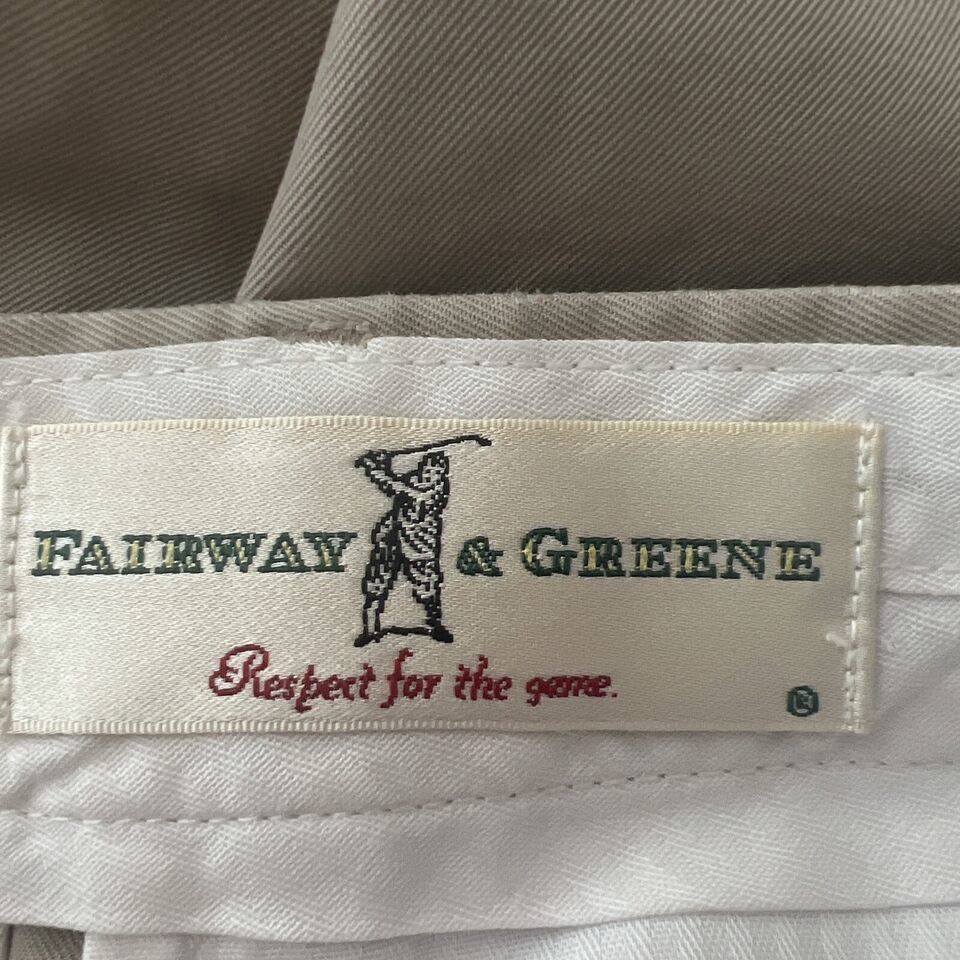 FAIRWAY & GREENE
Respect for the game.
®